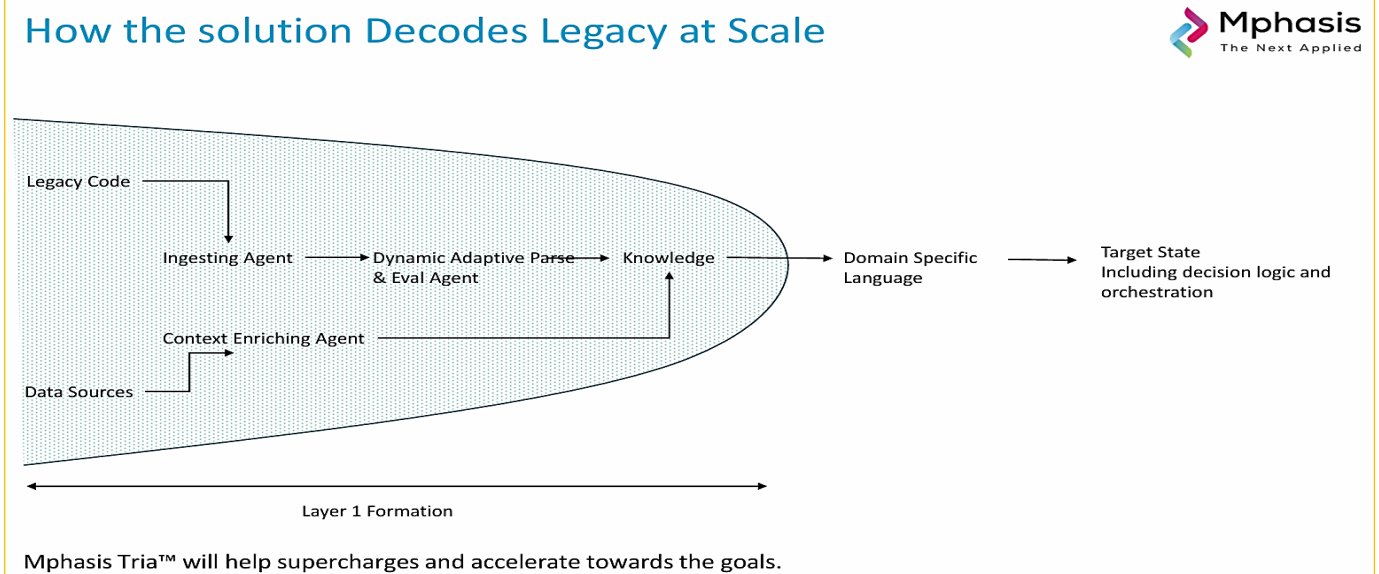 How the solution Decodes Legacy at Scale
Mphasis
The Next Applied
Legacy Code
Ingesting Agent
Dynamic Adaptive Parse
& Eval Agent
Knowledge
Domain Specific
Language
Target State
Including decision logic and
orchestration
Context Enriching Agent
Data Sources
Layer 1 Formation
Mphasis Tria™ will help supercharges and accelerate towards the goals.